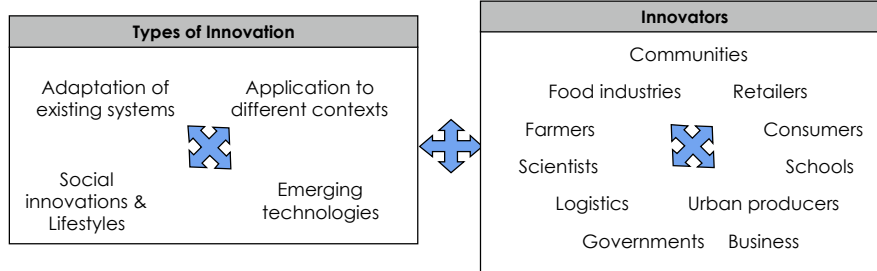 Types of Innovation
Adaptation of
existing systems
Application to
different contexts
Social
innovations &
Lifestyles
Emerging
technologies
Innovators
Communities
Food industries
Retailers
Farmers
Consumers
Scientists
Schools
Logistics
Urban producers
Governments
Business